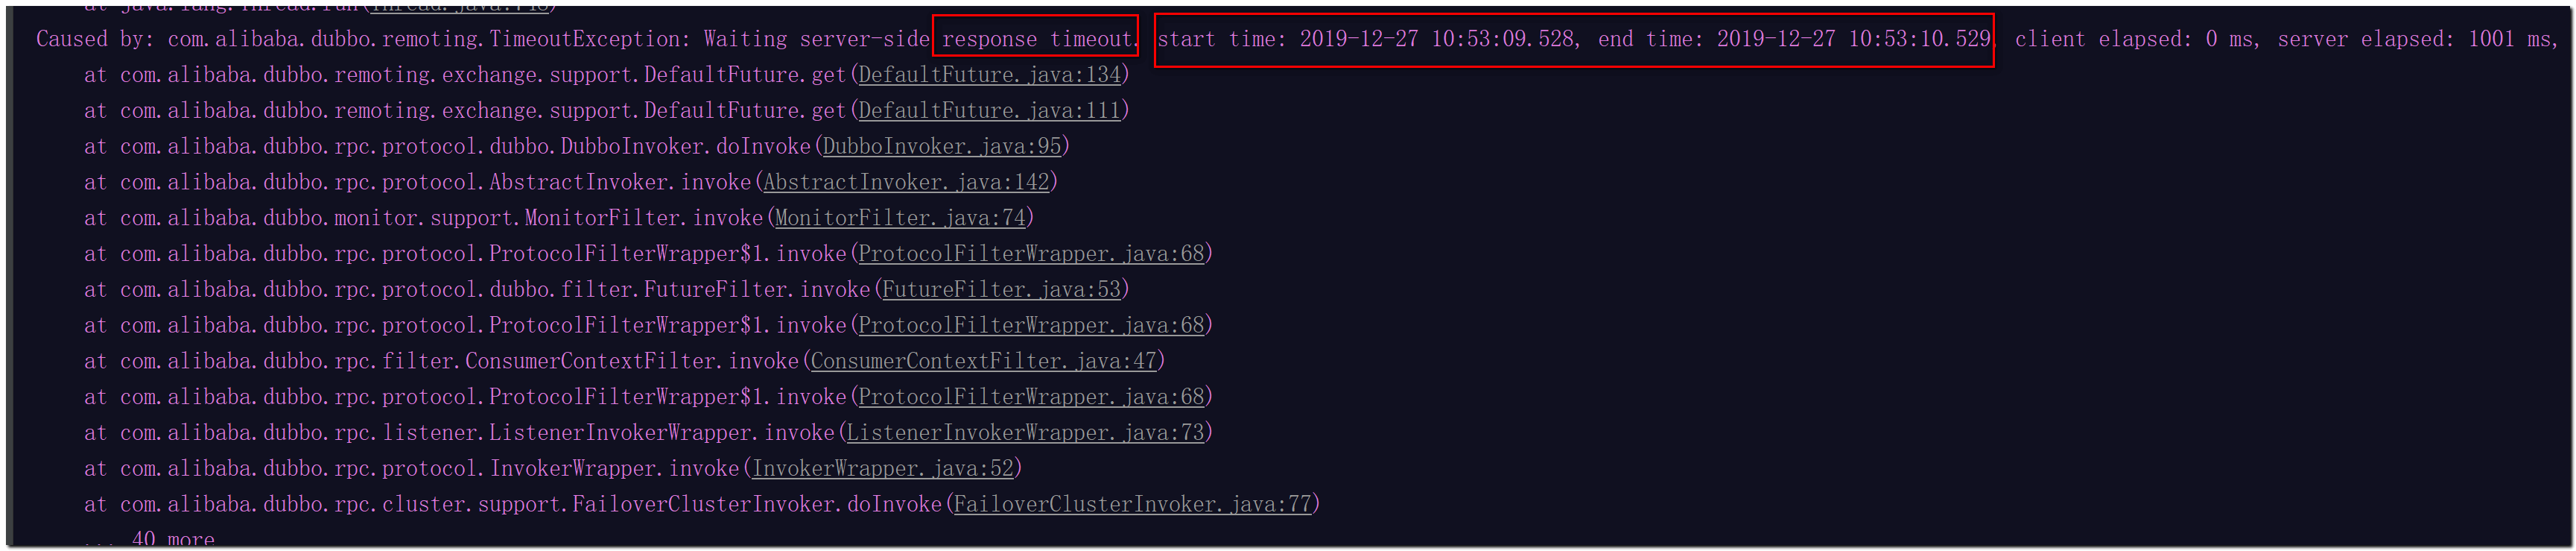 at java.lang.Thread.run(Thread.java:748)
Caused by: com.alibaba.dubbo.remoting.TimeoutException: Waiting server-side response timeout. start time: 2019-12-27 10:53:09.528, end time: 2019-12-27 10:53:10.529, client elapsed: 0 ms, server elapsed: 1001 ms,
at com.alibaba.dubbo.remoting.exchange.support.DefaultFuture.get(DefaultFuture.java:134)
at com.alibaba.dubbo.remoting.exchange.support.DefaultFuture.get(DefaultFuture.java:111)
at com.alibaba.dubbo.rpc.protocol.dubbo.DubboInvoker.doInvoke(DubboInvoker.java:95)
at com.alibaba.dubbo.rpc.protocol.AbstractInvoker.invoke(AbstractInvoker.java:142)
at com.alibaba.dubbo.monitor.support.MonitorFilter.invoke(MonitorFilter.java:74)
at com.alibaba.dubbo.rpc.protocol.ProtocolFilterWrapper$1.invoke(ProtocolFilterWrapper.java:68)
at com.alibaba.dubbo.rpc.protocol.dubbo.filter.FutureFilter.invoke(FutureFilter.java:53)
at com.alibaba.dubbo.rpc.protocol.ProtocolFilterWrapper$1.invoke(ProtocolFilterWrapper.java:68)
at com.alibaba.dubbo.rpc.filter.ConsumerContextFilter.invoke(ConsumerContextFilter.java:47)
at com.alibaba.dubbo.rpc.protocol.ProtocolFilterWrapper$1.invoke(ProtocolFilterWrapper.java:68)
at com.alibaba.dubbo.rpc.listener.ListenerInvokerWrapper.invoke(ListenerInvokerWrapper.java:73)
at com.alibaba.dubbo.rpc.protocol.InvokerWrapper.invoke(InvokerWrapper.java:52)
at com.alibaba.dubbo.rpc.cluster.support.FailoverClusterInvoker.doInvoke(FailoverClusterInvoker.java:77)
... 40 more